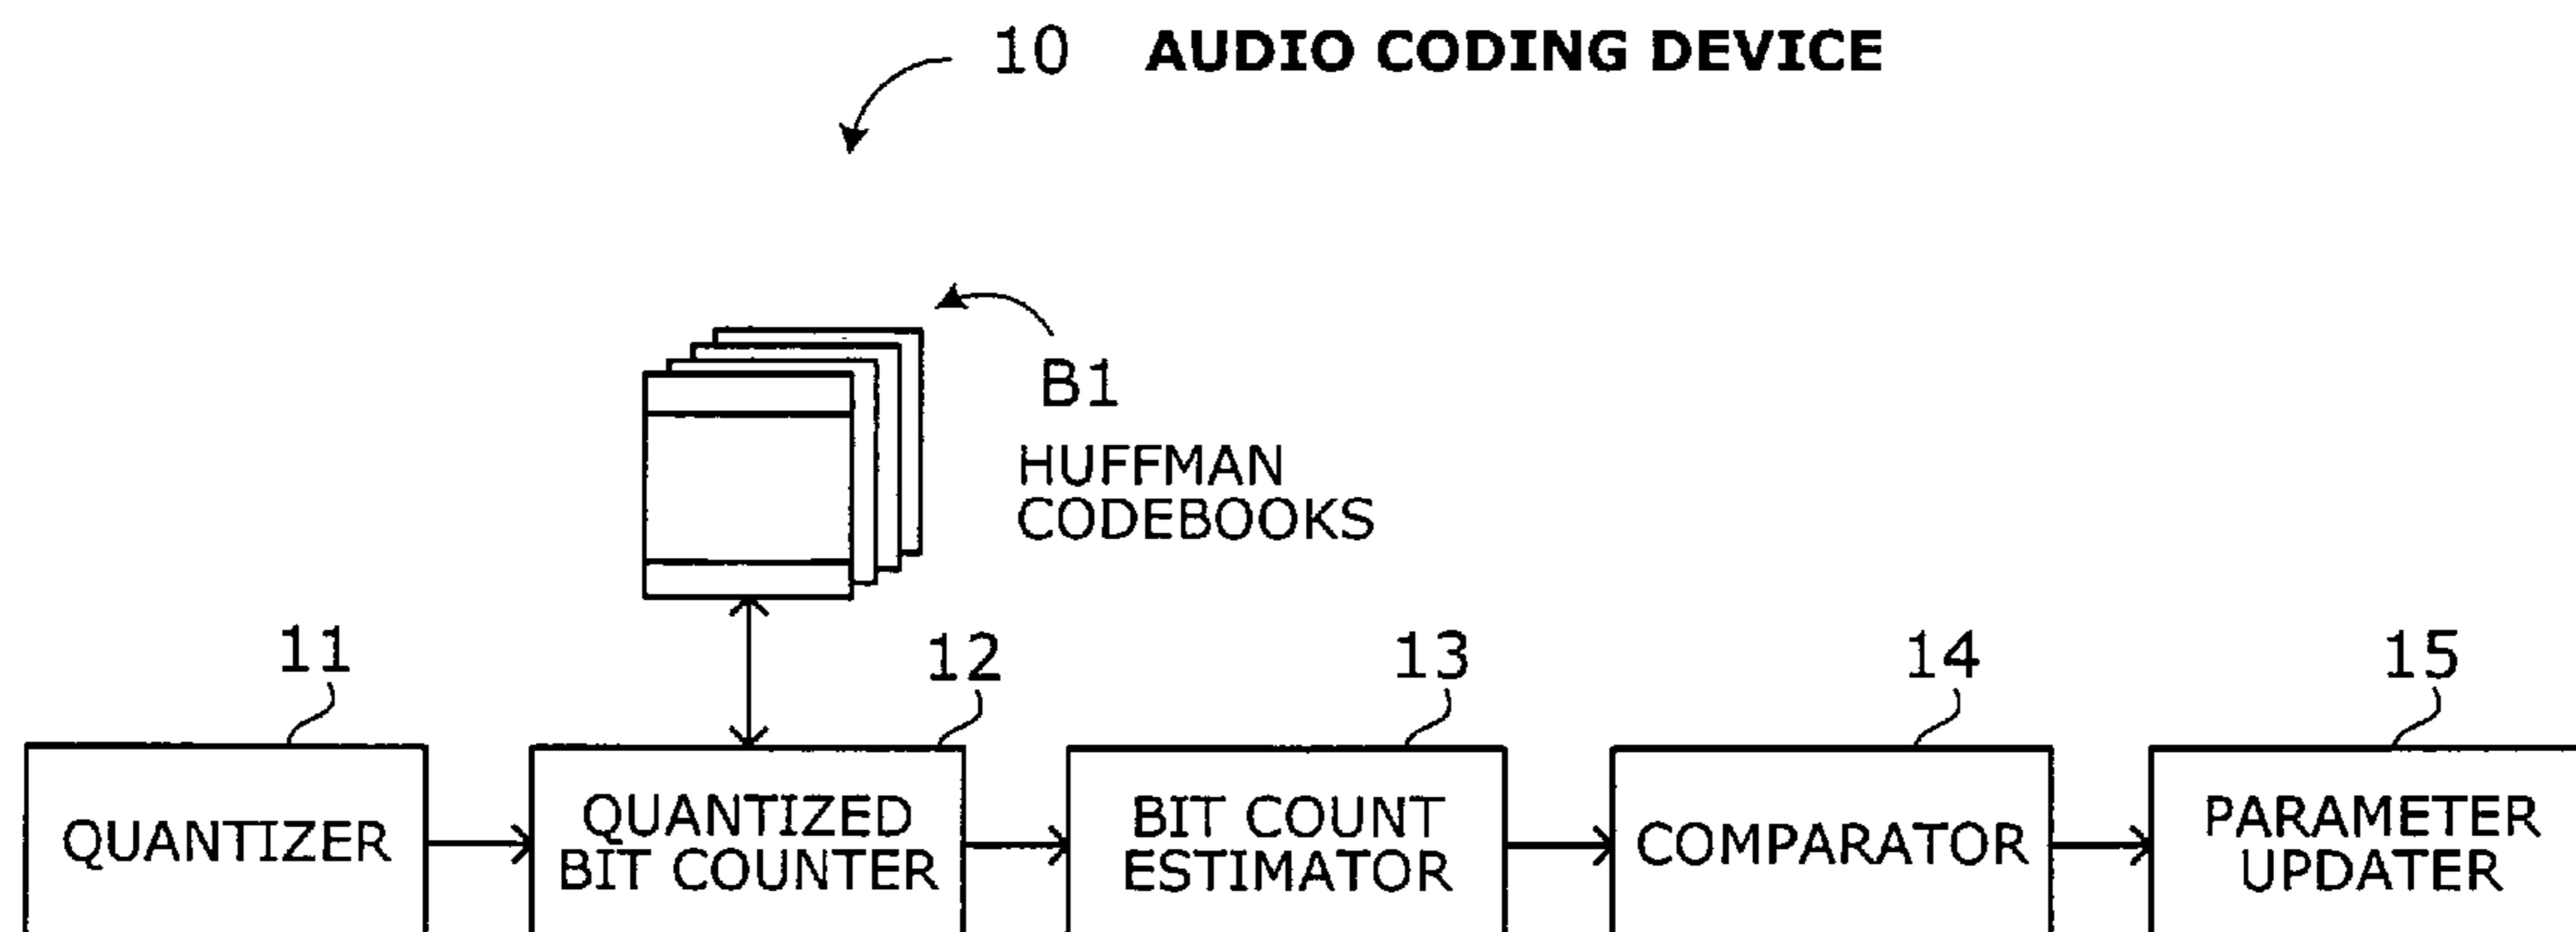 10 AUDIO CODING DEVICE
B1
HUFFMAN
CODEBOOKS
11
12
13
14
15
QUANTIZER
QUANTIZED
BIT COUNTER
BIT COUNT
ESTIMATOR
COMPARATOR
PARAMETER
UPDATER